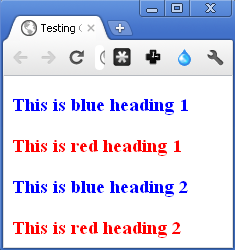 Testing (
This is blue heading 1
This is red heading 1
This is blue heading 2
This is red heading 2